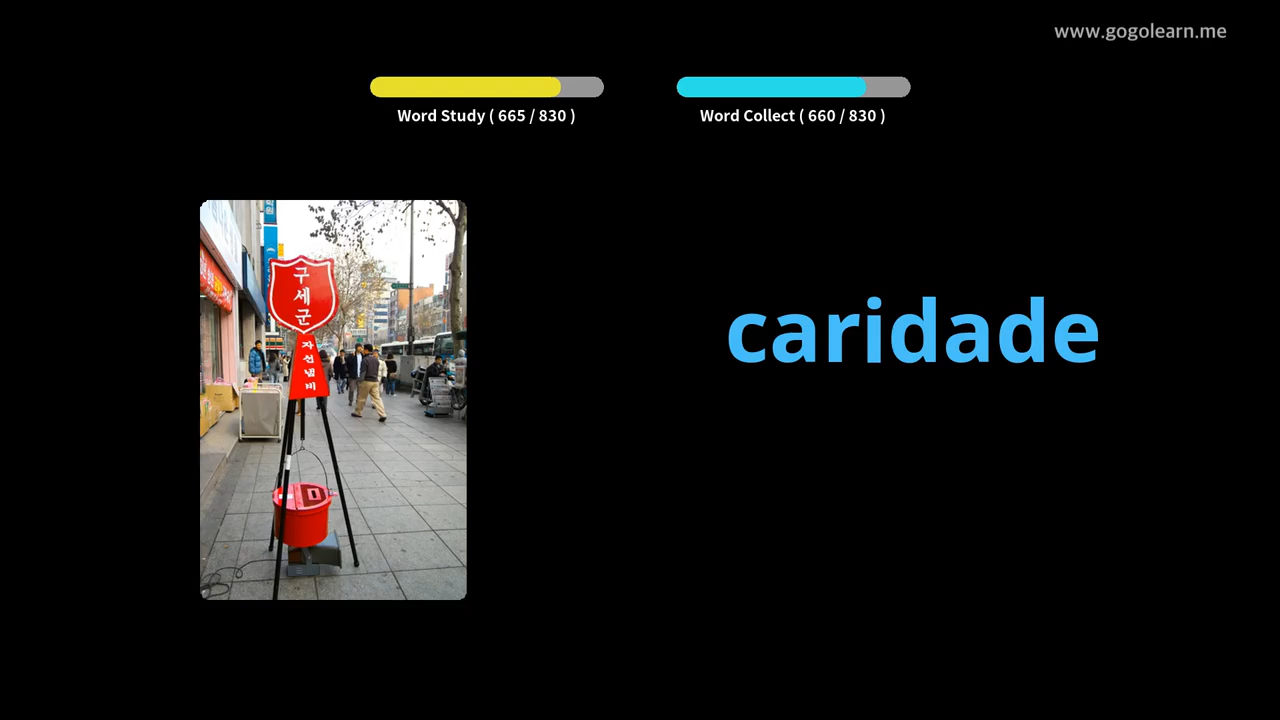 www.gogolearn.me
Word Study ( 665 / 830 )
Word Collect ( 660 / 830 )
구
세
군
자
선
냄
비
caridade